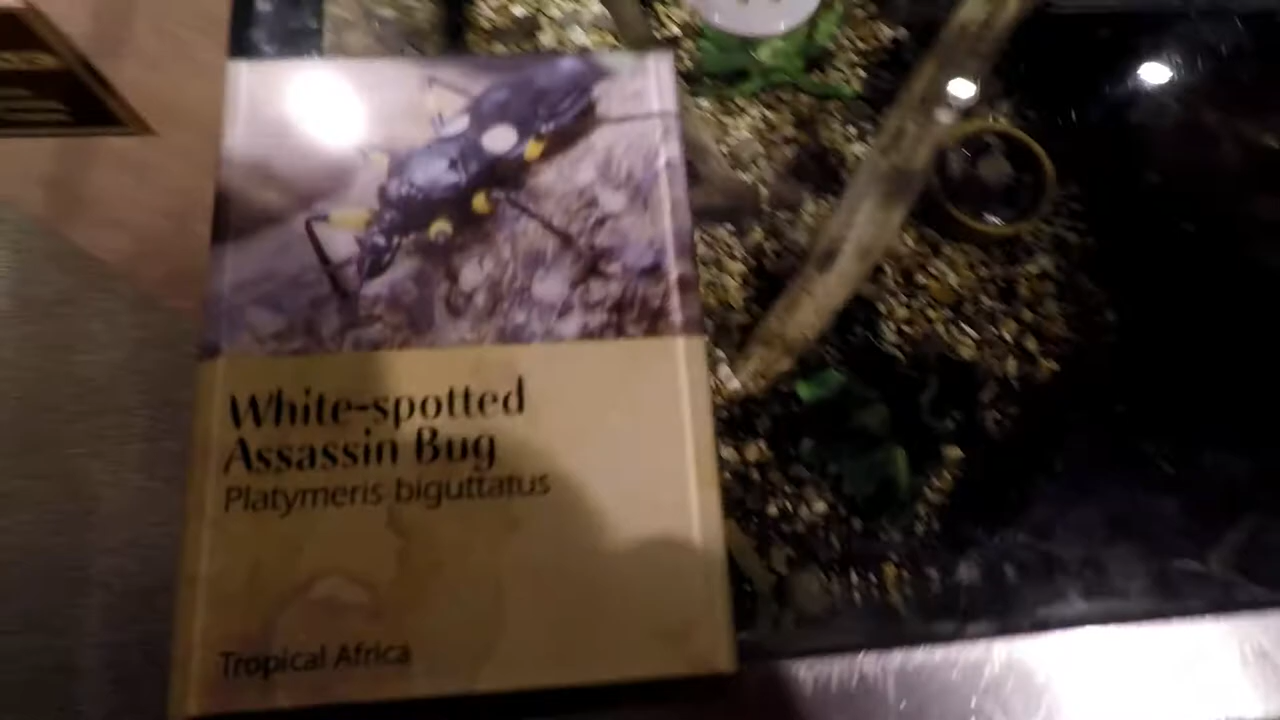 White-spotted
Assassin Bug
Platymeris biguttatus
Tropical Africa